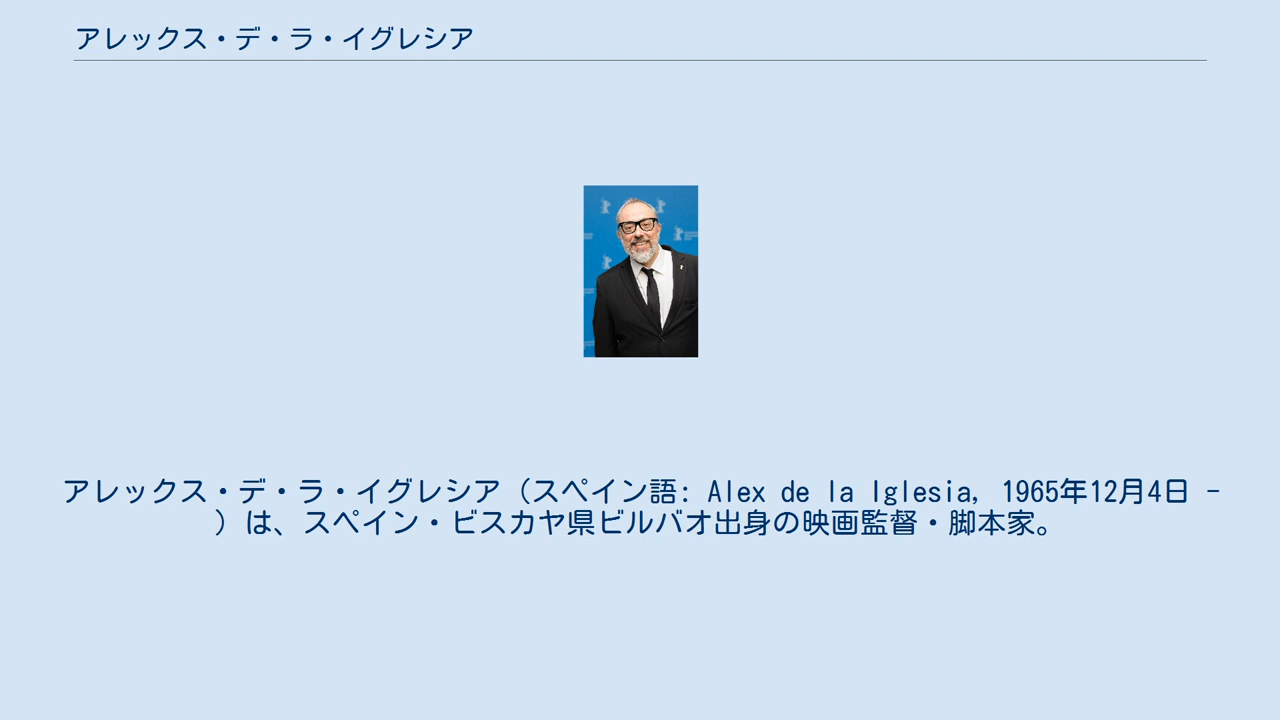 アレックス・デ・ラ・イグレシア
アレックス・デ・ラ・イグレシア（スペイン語: Alex de la Iglesia, 1965年12月4日 -
）は、スペイン・ビスカヤ県ビルバオ出身の映画監督・脚本家。